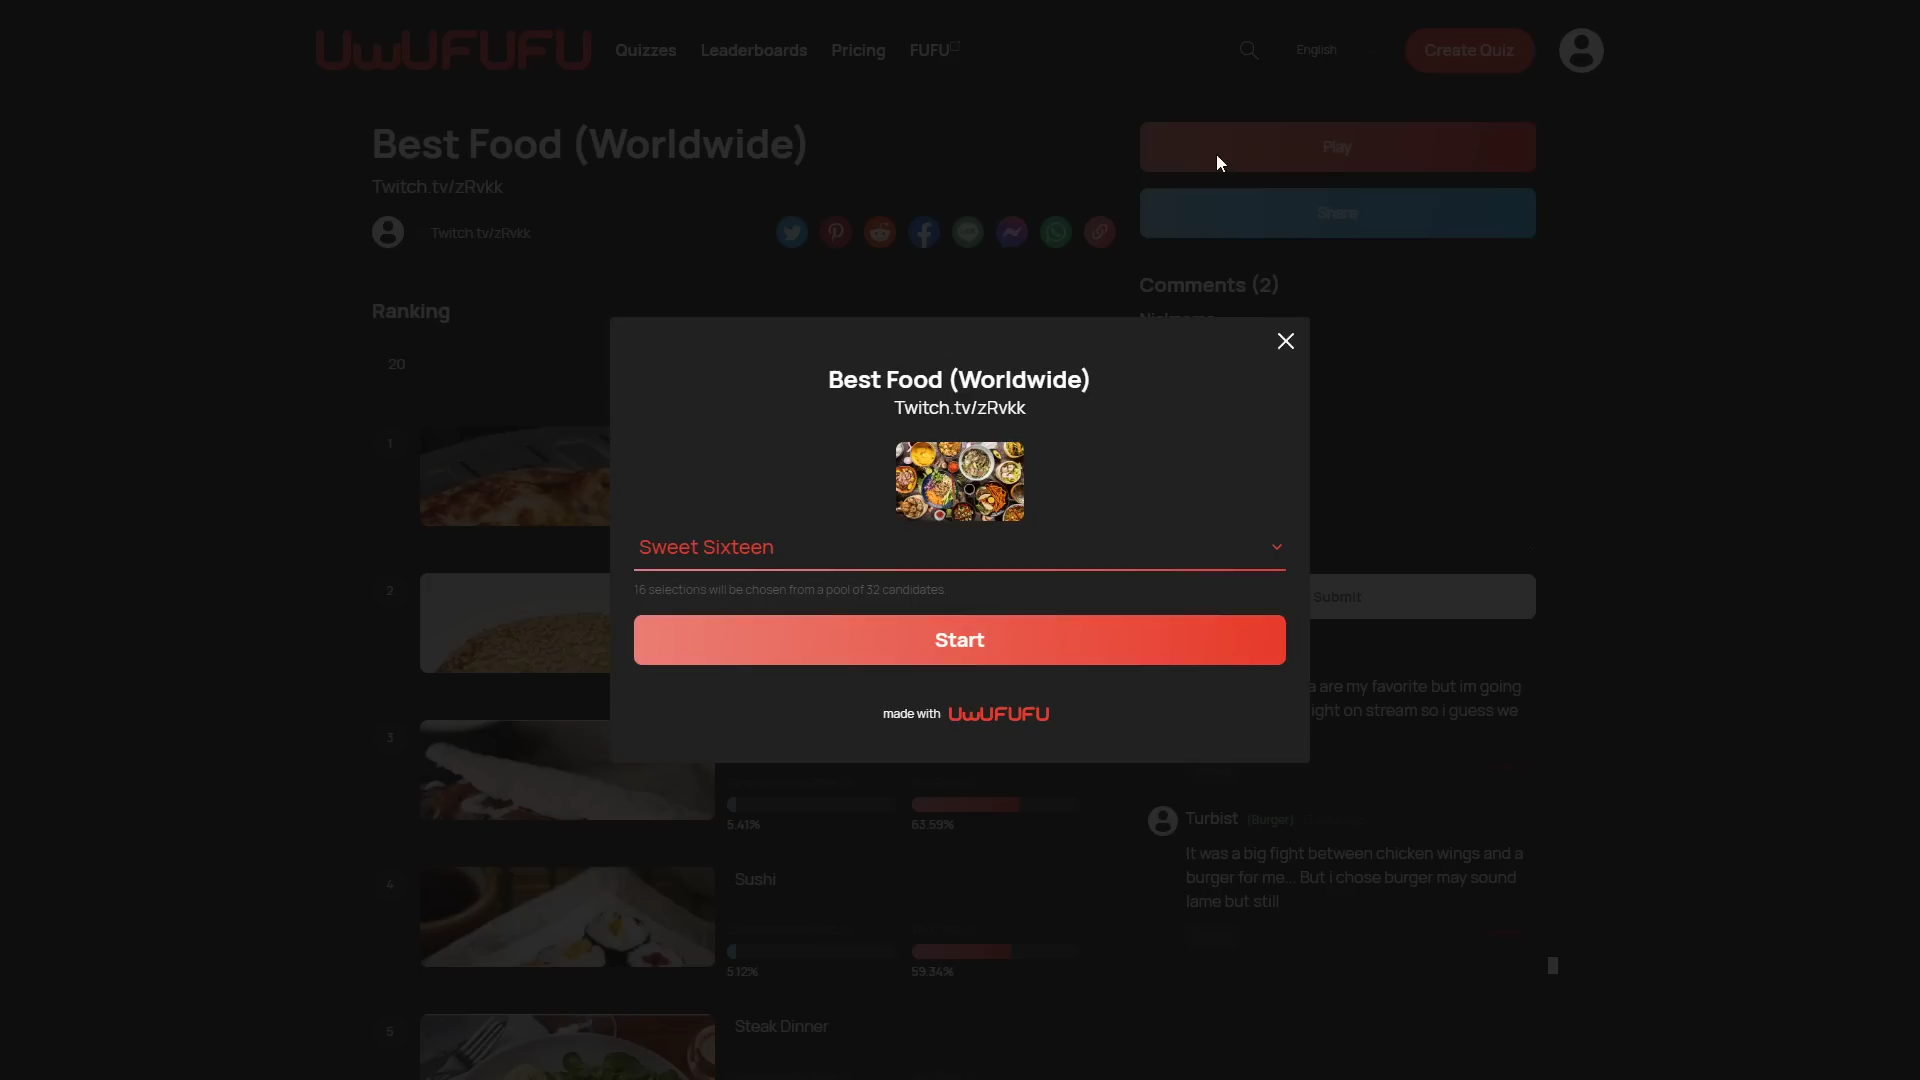 UwUFUFU
Quizzes
Leaderboards
Pricing
FUFU
English
Create Quiz
Best Food (Worldwide)
Twitch.tv/zRvkk
Twitch.tv/zRvkk
Play
Share
Comments (2)
Ranking
20
Best Food (Worldwide)
Twitch.tv/zRvkk
Sweet Sixteen
16 selections will be chosen from a pool of 32 candidates.
Start
made with UwUFUFU
Submit
a are my favorite but im going
ight on stream so i guess we
1
2
3
5.41%
63.59%
Turbist (Burger)
It was a big fight between chicken wings and a
burger for me... But i chose burger may sound
lame but still
4
Sushi
5.12%
59.34%
5
Steak Dinner